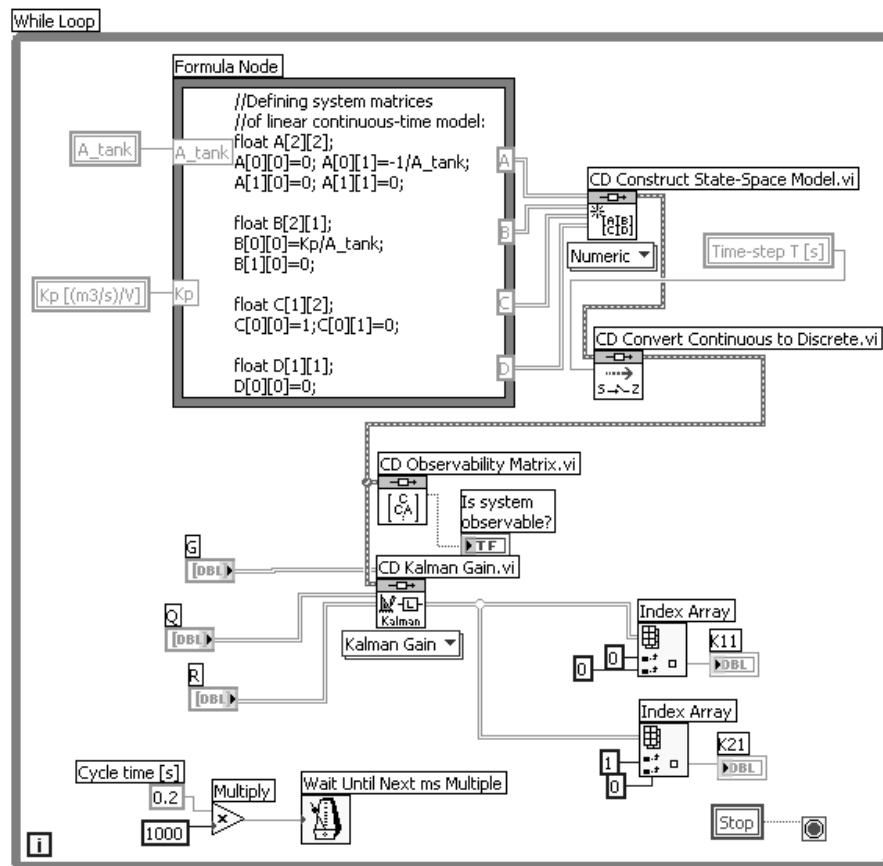 While Loop
Formula Node
//Defining system matrices
//of linear continuous-time model:
float A[2][2];
A[0][0]=0; A[0][1]=-1/A_tank;
A[1][0]=0; A[1][1]=0;
float B[2][1];
B[0][0]=Kp/A_tank;
B[1][0]=0;
float C[1][2];
C[0][0]=1;C[0][1]=0;
float D[1][1];
D[0][0]=0;
A_tank
A_tank
Kp [(m3/s)/V]
Kp
A
B
C
D
CD Construct State-Space Model.vi
[A|B]
[C|D]
Numeric
Time-step T [s]
CD Convert Continuous to Discrete.vi
S Z
CD Observability Matrix.vi
C
CA
Is system
observable?
TF
G
[DBL]
CD Kalman Gain.vi
L
Kalman
Kalman Gain
Q
[DBL]
R
[DBL]
Index Array
0
0
K11
DBL
Index Array
1
0
K21
DBL
Cycle time [s]
0.2
Multiply
x
1000
Wait Until Next ms Multiple
Stop
i